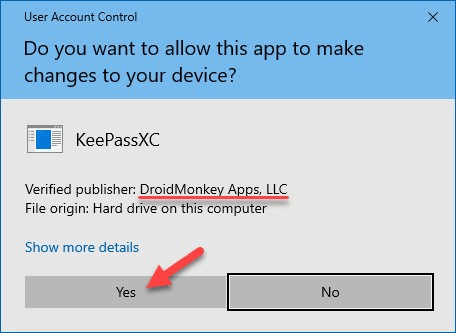 User Account Control
Do you want to allow this app to make
changes to your device?
KeePassXC
Verified publisher: DroidMonkey Apps, LLC
File origin: Hard drive on this computer
Show more details
Yes
No